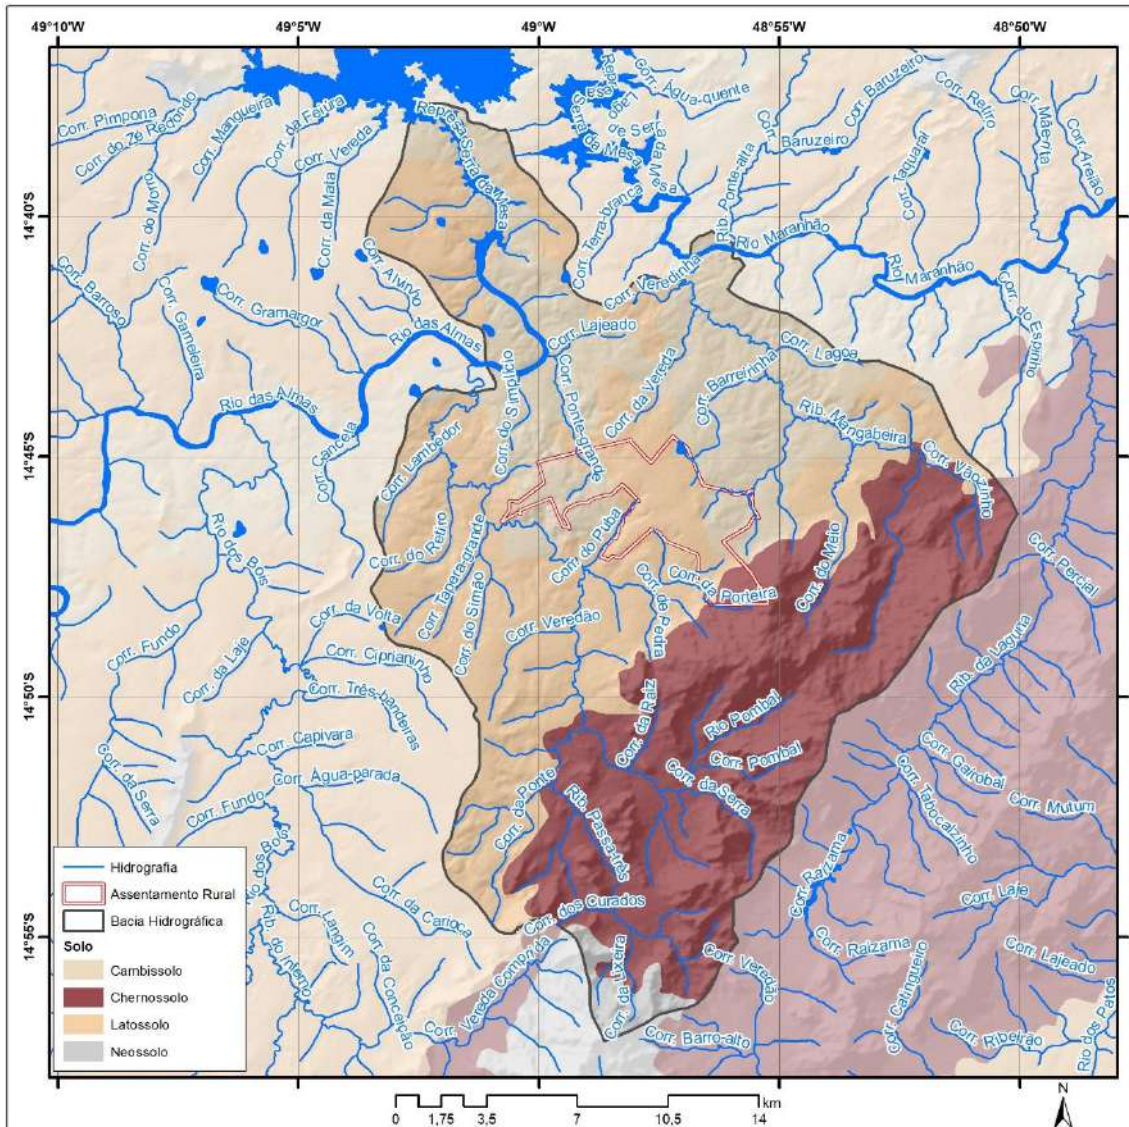 49°10'W
49°5'W
49°W
48°55'W
48°50'W
14°40'S
14°45'S
14°50'S
14°55'S
Corr. Pimpona
Corr. do Zé Redondo
Corr. Mangueira
Corr. da Feitura
Corr. Vereda
Corr. do Morro
Corr. da Mata
Represa Serra da Mesa
Corr. Água-quente
Corr. Baruzeiro
Corr. Retiro
Corr. Mãe-rita
Corr. Areião
Baruzeiro
Corr. Taquaral
Rib. Ponte-alta
Rio Maranhão
Rio Maranhão
Corr. Terra-branca
Corr. Veredinha
Corr. do Espinho
Corr. Barroso
Corr. Gameleira
Corr. Gramargor
Corr. Alvinão
Rio das Almas
Rio das Almas
Corr. Lajeado
Corr. Lagoa
Corr. do Simplício
Corr. Ponte-grande
Corr. da Vereda
Corr. Barreirinha
Rib. Mangabeira
Corr. Vãozinho
Corr. Cancela
Corr. Lambedor
Rio dos Bois
Corr. do Retiro
Corr. Tapera-grande
Corr. do Simão
Corr. do Puba
Corr. de Pedra
Corr. da Porteira
Corr. do Meio
Corr. Percial
Corr. da Volta
Corr. Veredão
Corr. Fundo
Corr. da Laje
Corr. Ciprianinho
Corr. Três-bandeiras
Rib. da Laguna
Corr. da Raiz
Rio Pombal
Corr. Pombal
Corr. da Serra
Corr. Capivara
Corr. da Serra
Corr. Água-parada
Corr. Fundo
Corr. da Ponte
Rib. Passa-três
Corr. Gairobal
Corr. Mutum
Corr. Tabocalzinho
Corr. Raizama
Corr. Laje
Rio dos Bois
Corr. da Carioca
Corr. Langim
Rib. do Inferno
Corr. da Conceição
Corr. dos Curados
Corr. Vereda Comprida
Corr. da Luxeira
Corr. Veredão
Corr. Raizama
Corr. Catingueiro
Corr. Lajeado
Corr. Barro-alto
Corr. Ribeirão
Rio dos Patos
Hidrografia
Assentamento Rural
Bacia Hidrográfica
Solo
Cambissolo
Chernossolo
Latossolo
Neossolo
km
0 1,75 3,5 7 10,5 14
N